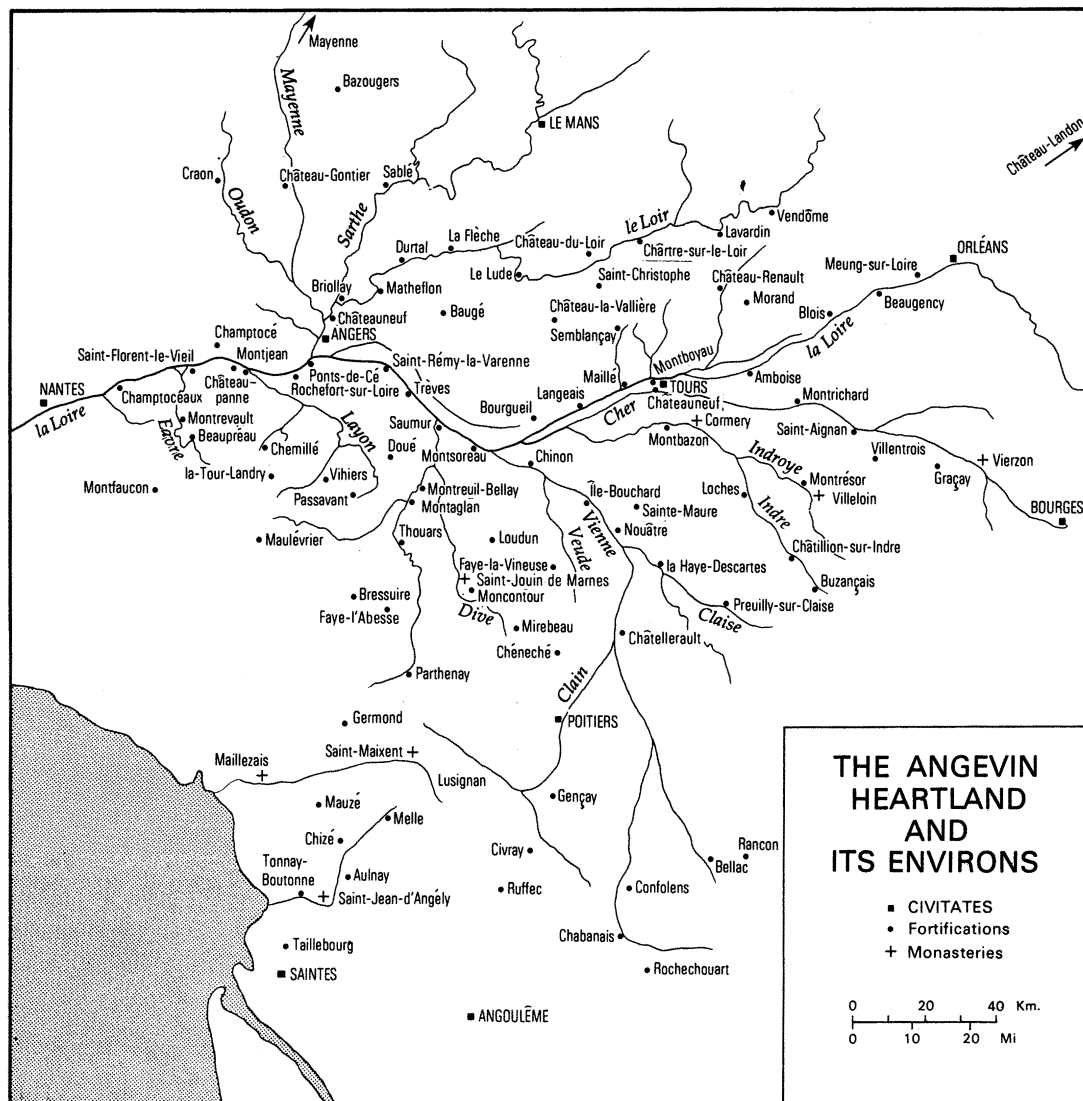 Mayenne
Bazougers
Mayenne
LE MANS
Château-Landon
Craon
Oudon
Château-Gontier
Sablé
Sarthe
Vendôme
le Loir
Lavardin
La Flèche
Château-du-Loir
Durtal
Chârtre-sur-le-Loir
ORLÉANS
Meung-sur-Loire
Le Lude
Saint-Christophe
Château-Renault
Briollay
Matheflon
Beaugency
Morand
Château-la-Vallière
Baugé
Blois
Châteauneuf
Semblançay
ANGERS
la Loire
Champtocé
Montboyau
Saint-Florent-le-Vieil
Montjean
Saint-Rémy-la-Varenne
Maillé
TOURS
Amboise
NANTES
Château-
panne
Ponts-de-Cé
Rochefort-sur-Loire
Trèves
Langeais
Champtocéaux
Bourgueil
Cher
Chateauneuf
Montrichard
la Loire
Montrevault
Cormery
Saumur
Montbazon
Saint-Aignan
Eavre
Beaupréau
Layon
Chemillé
Doué
Montsoreau
Chinon
Indroye
Villentrois
Vierzon
la-Tour-Landry
Vihiers
Montrésor
Graçay
Montfaucon
Passavant
Montreuil-Bellay
Île-Bouchard
Loches
Villeloin
Montaglan
Vienne
Sainte-Maure
BOURGES
Indre
Nouâtre
Maulévrier
Thouars
Loudun
Veude
Châtillion-sur-Indre
Faye-la-Vineuse
la Haye-Descartes
Saint-Jouin de Marnes
Buzançais
Bressuire
Moncontour
Preuilly-sur-Claise
Faye-l'Abesse
Dive
Claise
Mirebeau
Châtellerault
Chéneché
Parthenay
Clain
Germond
POITIERS
Saint-Maixent
Maillezais
Lusignan
Gençay
Mauzé
Melle
Chizé
Civray
Rancon
Tonnay-
Boutonne
Bellac
Aulnay
Ruffec
Confolens
Saint-Jean-d'Angély
Chabanais
Taillebourg
Rochechouart
SAINTES
ANGOULÊME
THE ANGEVIN
HEARTLAND
AND
ITS ENVIRONS
CIVITATES
Fortifications
Monasteries
0 20 40 Km.
0 10 20 Mi